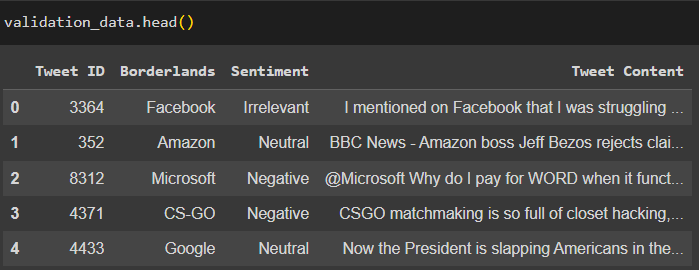 validation_data.head()
Tweet ID Borderlands Sentiment Tweet Content
0 3364 Facebook Irrelevant I mentioned on Facebook that I was struggling ...
1 352 Amazon Neutral BBC News - Amazon boss Jeff Bezos rejects clai...
2 8312 Microsoft Negative @Microsoft Why do I pay for WORD when it funct...
3 4371 CS-GO Negative CSGO matchmaking is so full of closet hacking,...
4 4433 Google Neutral Now the President is slapping Americans in the...